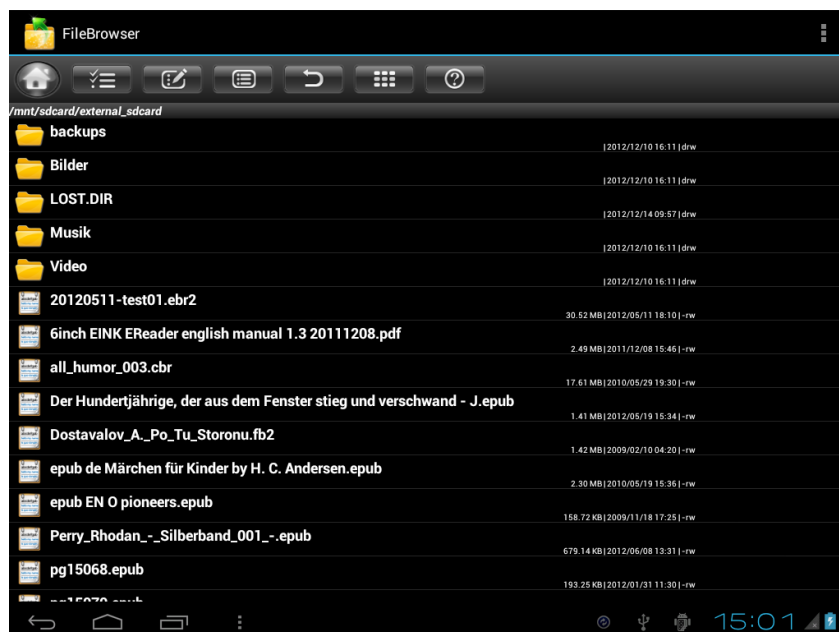 FileBrowser
/mnt/sdcard/external_sdcard
backups
|2012/12/10 16:11|drw
Bilder
|2012/12/10 16:11|drw
LOST.DIR
|2012/12/14 09:57|drw
Musik
|2012/12/10 16:11|drw
Video
|2012/12/10 16:11|drw
20120511-test01.ebr2
30.52 MB|2012/05/11 18:10|-rw
6inch EINK EReader english manual 1.3 20111208.pdf
2.49 MB|2011/12/08 15:46|-rw
all_humor_003.cbr
17.61 MB|2010/05/29 19:30|-rw
Der Hundertjährige, der aus dem Fenster stieg und verschwand - J.epub
1.41 MB|2012/05/19 15:34|-rw
Dostavalov_A._Po_Tu_Storonu.fb2
1.42 MB|2009/02/10 04:20|-rw
epub de Märchen für Kinder by H. C. Andersen.epub
2.30 MB|2010/05/19 15:36|-rw
epub EN O pioneers.epub
158.72 KB|2009/11/18 17:25|-rw
Perry_Rhodan_-_Silberband_001_-.epub
679.14 KB|2012/06/08 13:31|-rw
pg15068.epub
193.25 KB|2012/01/31 11:30|-rw
15:01